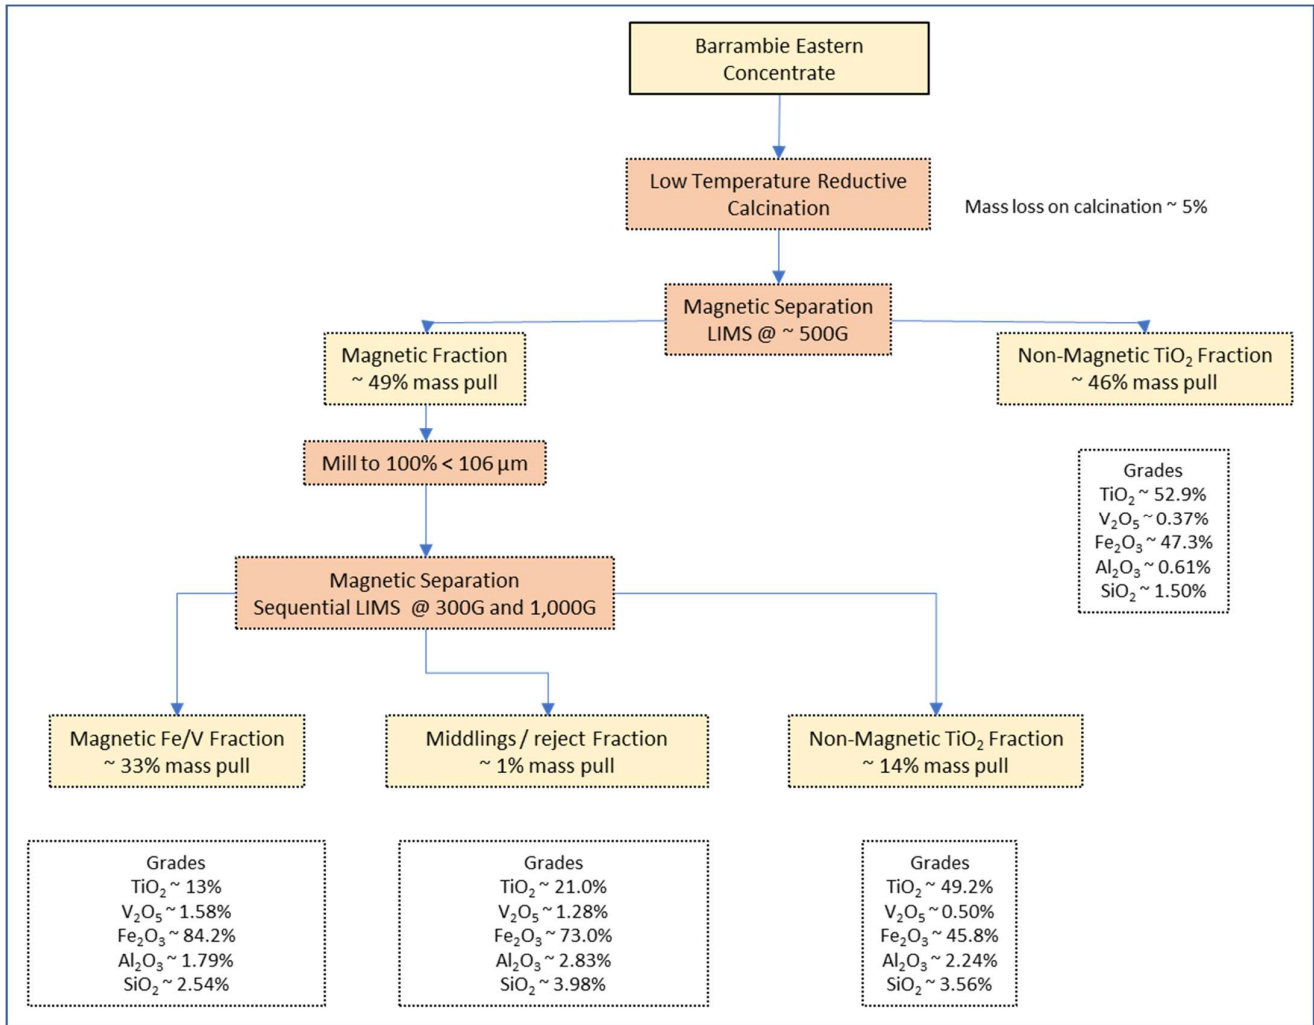 Barrambie Eastern
Concentrate
Low Temperature Reductive
Calcination
Mass loss on calcination ~ 5%
Magnetic Separation
LIMS @ ~ 500G
Magnetic Fraction
~ 49% mass pull
Non-Magnetic TiO₂ Fraction
~ 46% mass pull
Mill to 100% < 106 µm
Grades
TiO₂ ~ 52.9%
V₂O₅ ~ 0.37%
Fe₂O₃ ~ 47.3%
Al₂O₃ ~ 0.61%
SiO₂ ~ 1.50%
Magnetic Separation
Sequential LIMS @ 300G and 1,000G
Magnetic Fe/V Fraction
~ 33% mass pull
Middlings / reject Fraction
~ 1% mass pull
Non-Magnetic TiO₂ Fraction
~ 14% mass pull
Grades
TiO₂ ~ 13%
V₂O₅ ~ 1.58%
Fe₂O₃ ~ 84.2%
Al₂O₃ ~ 1.79%
SiO₂ ~ 2.54%
Grades
TiO₂ ~ 21.0%
V₂O₅ ~ 1.28%
Fe₂O₃ ~ 73.0%
Al₂O₃ ~ 2.83%
SiO₂ ~ 3.98%
Grades
TiO₂ ~ 49.2%
V₂O₅ ~ 0.50%
Fe₂O₃ ~ 45.8%
Al₂O₃ ~ 2.24%
SiO₂ ~ 3.56%